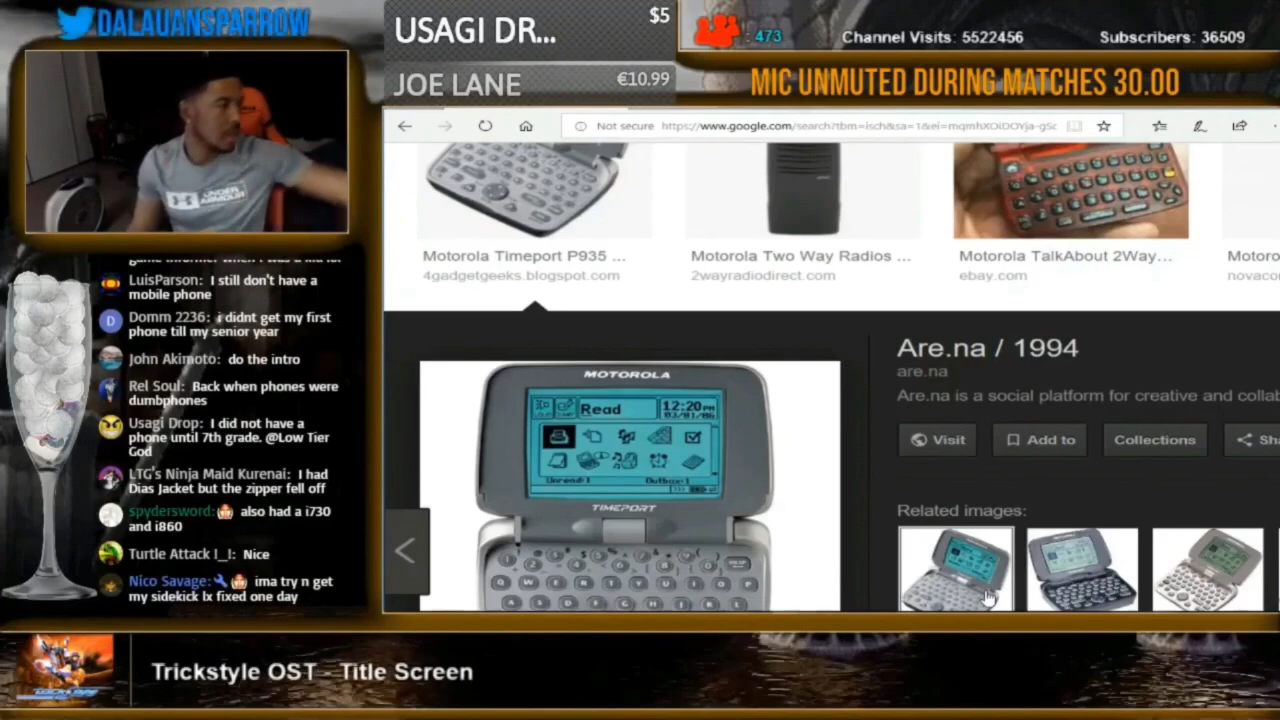 DALAUANSPARROW
USAGI DR...
$5
JOE LANE
€10.99
: 473
Channel Visits: 5522456
Subscribers: 36509
MIC UNMUTED DURING MATCHES 30.00
Not secure
https://www.google.com/search?tbm=isch&sa=1&ei=
Motorola Timeport P935 ...
4gadgetgeeks.blogspot.com
Motorola Two Way Radios ...
2wayradiodirect.com
Motorola TalkAbout 2Way...
ebay.com
Motoro
novacon
UNDER ARMOUR
LuisParson: I still don't have a
mobile phone
Domm 2236: i didnt get my first
phone till my senior year
John Akimoto: do the intro
Rel Soul: Back when phones were
dumbphones
Usagi Drop: I did not have a
phone until 7th grade. @Low Tier
God
LTG's Ninja Maid Kurenai: I had
Dias Jacket but the zipper fell off
spydersword: also had a i730
and i860
Turtle Attack I_I: Nice
Nico Savage: ima try n get
my sidekick lx fixed one day
MOTOROLA
Read
12:20 PM
Unread:1
Outbox:1
TIMEPORT
Are.na / 1994
are.na
Are.na is a social platform for creative and collab
Visit
Add to
Collections
Sha
Related images:
Trickstyle OST - Title Screen